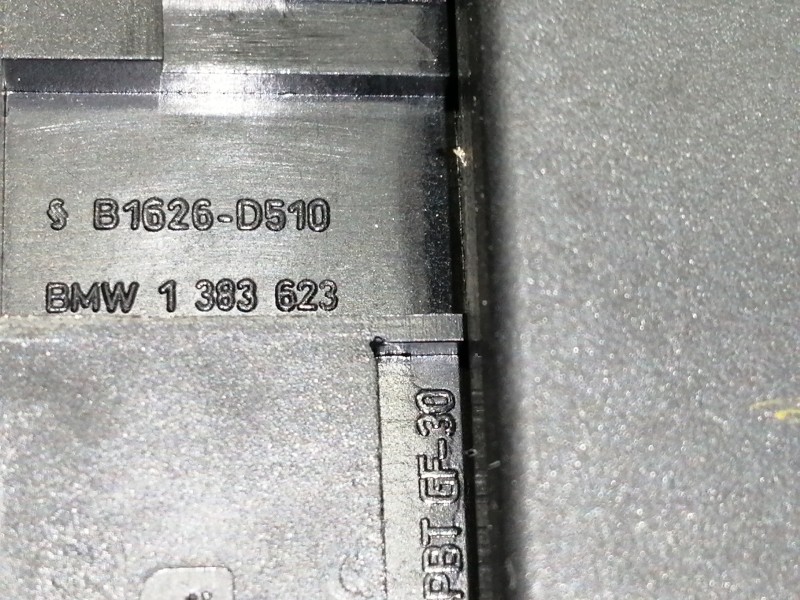 § B1626-D510
BMW 1 383 623
PBT GF-30